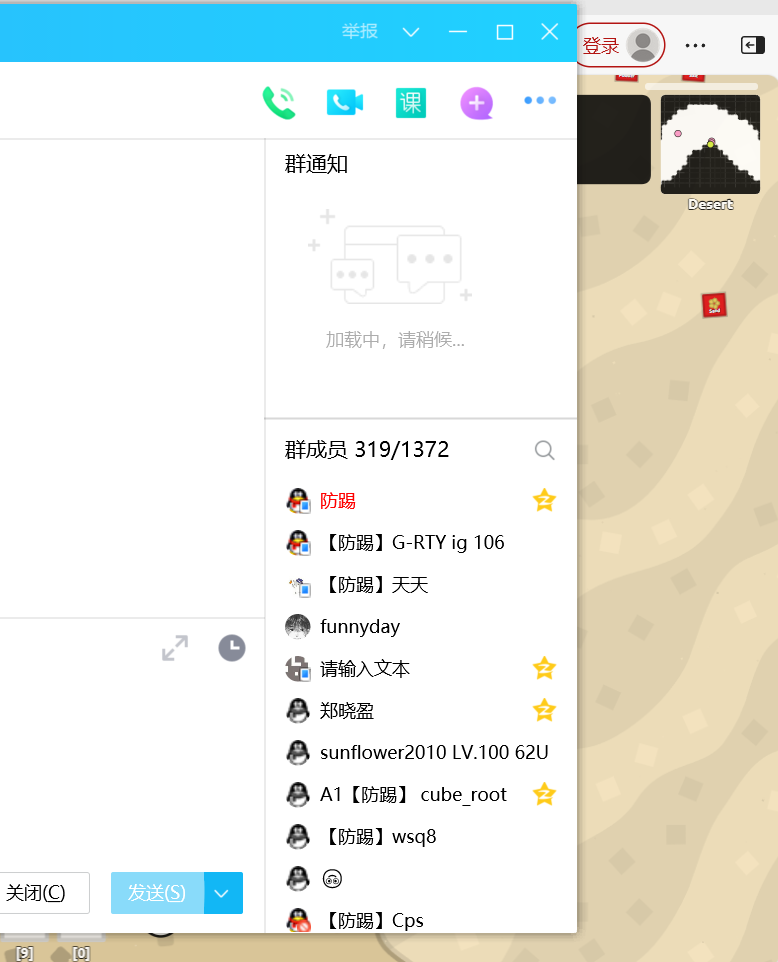 举报
登录
课
群通知
Desert
Sand
加载中，请稍候...
群成员 319/1372
防踢
【防踢】G-RTY ig 106
【防踢】天天
funnyday
请输入文本
郑晓盈
sunflower2010 LV.100 62U
A1【防踢】 cube_root
【防踢】wsq8
【防踢】Cps
关闭(C)
发送(S)
[9]
[0]